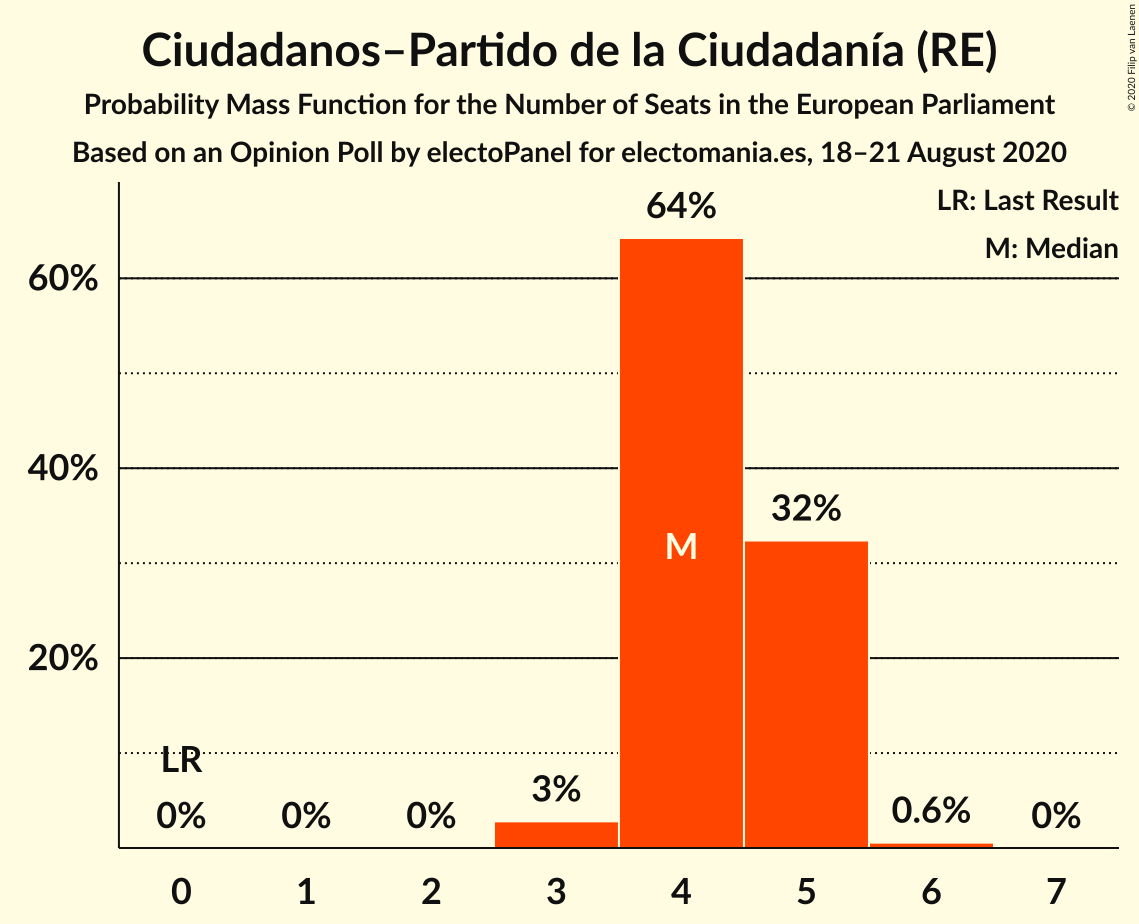 Ciudadanos–Partido de la Ciudadanía (RE)
Probability Mass Function for the Number of Seats in the European Parliament
Based on an Opinion Poll by electoPanel for electomania.es, 18–21 August 2020
© 2020 Filip van Laenen
LR: Last Result
M: Median
64%
60%
40%
32%
M
20%
LR
0%
0%
0%
3%
0.6%
0%
0 1 2 3 4 5 6 7